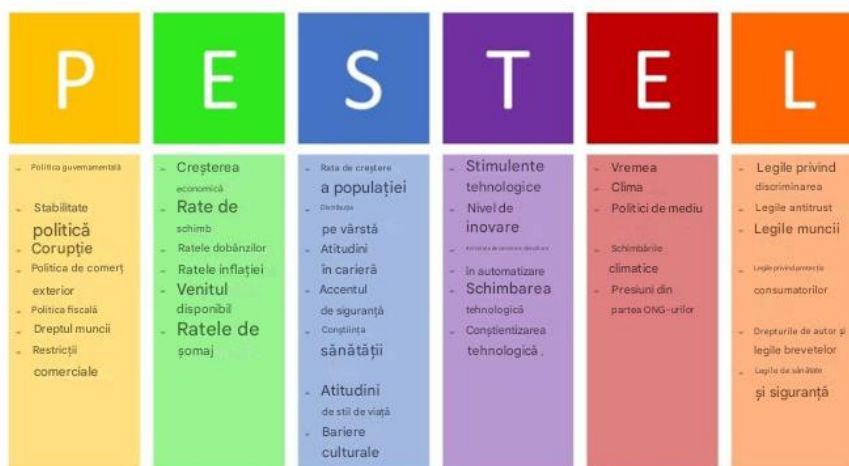 P
E
S
T
E
L
- Politica guvernamentală
- Stabilitate
politică
- Corupție
- Politica de comerț
exterior
- Politica fiscală
- Dreptul muncii
- Restricții
comerciale
- Creșterea
economică
- Rate de
schimb
- Ratele dobânzilor
- Ratele inflației
- Venitul
disponibil
- Ratele de
șomaj
- Rata de creștere
a populației
- Distribuția
pe vârstă
- Atitudini
în carieră
- Accentul
de siguranță
- Conștiința
sănătății
- Atitudini
de stil de viață
- Bariere
culturale
- Stimulente
tehnologice
- Nivel de
inovare
- în automatizare
- Schimbarea
tehnologică
- Conștientizarea
tehnologică.
- Vremea
- Clima
- Politici de mediu
- Schimbările
climatice
- Presiuni din
partea ONG-urilor
- Legile privind
discriminarea
- Legile antitrust
- Legile muncii
- Legile privind protecția
consumatorilor
- Drepturile de autor și
legile brevetelor
- Legile de sănătate
și siguranță